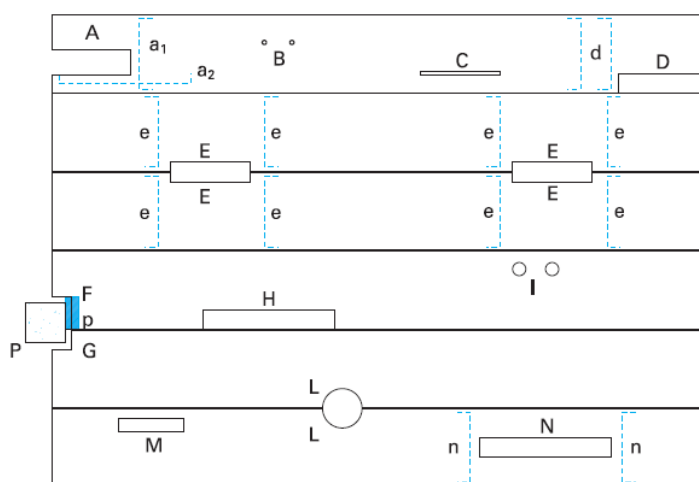 A a₁ B C d D
a₂
e e e e
E E
E E
e e e e
F H I
p
P G
L
L
M n N n